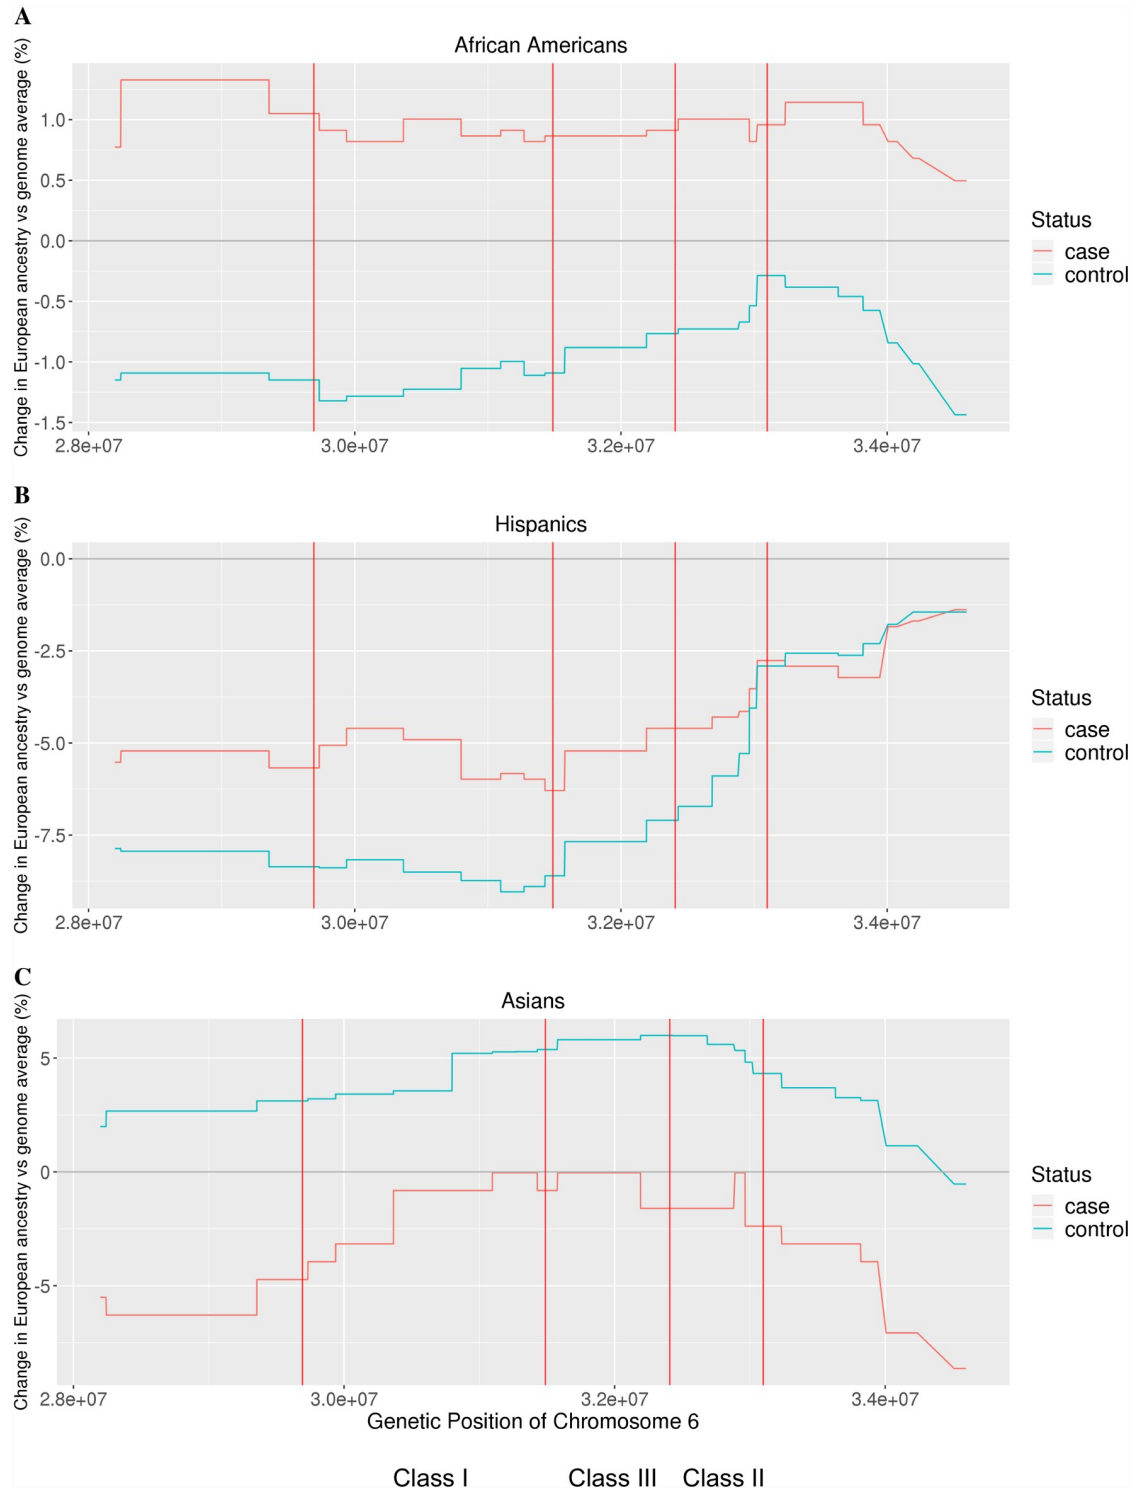 A
African Americans
Change in European ancestry vs genome average (%)
1.0
0.5
0.0
-0.5
-1.0
-1.5
2.8e+07 3.0e+07 3.2e+07 3.4e+07
Status
case
control
B
Hispanics
Change in European ancestry vs genome average (%)
0.0
-2.5
-5.0
-7.5
2.8e+07 3.0e+07 3.2e+07 3.4e+07
Status
case
control
C
Asians
Change in European ancestry vs genome average (%)
5
0
-5
2.8e+07 3.0e+07 3.2e+07 3.4e+07
Genetic Position of Chromosome 6
Status
case
control
Class I Class III Class II